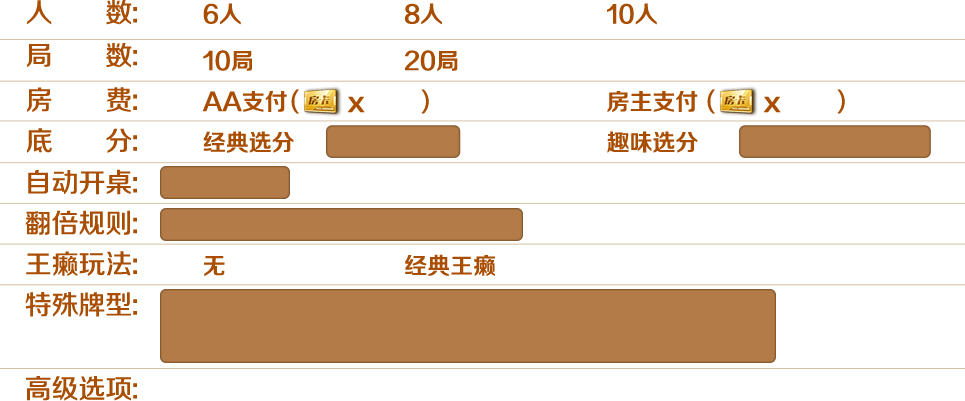 人 数: 6人 8人 10人
局 数: 10局 20局
房 费: AA支付( 房卡 x ) 房主支付 ( 房卡 x )
底 分: 经典选分 趣味选分
自动开桌:
翻倍规则:
王癞玩法: 无 经典王癞
特殊牌型:
高级选项: